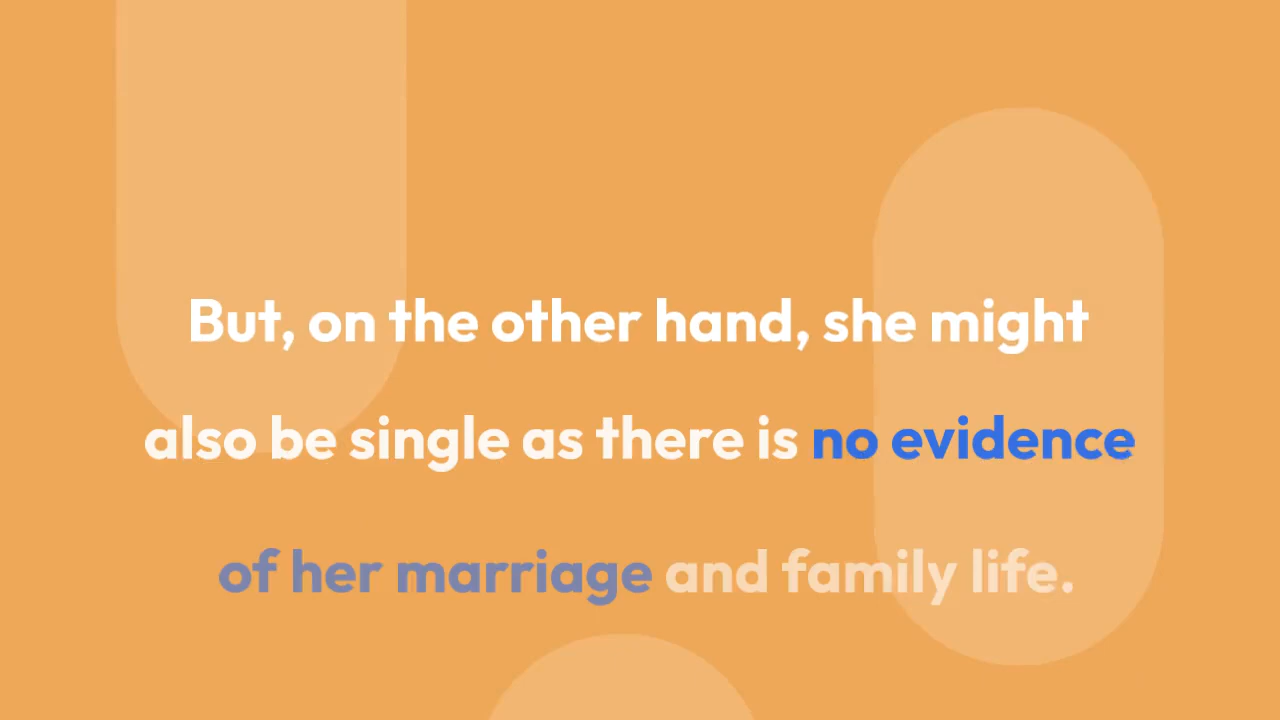 But, on the other hand, she might
also be single as there is no evidence
of her marriage and family life.